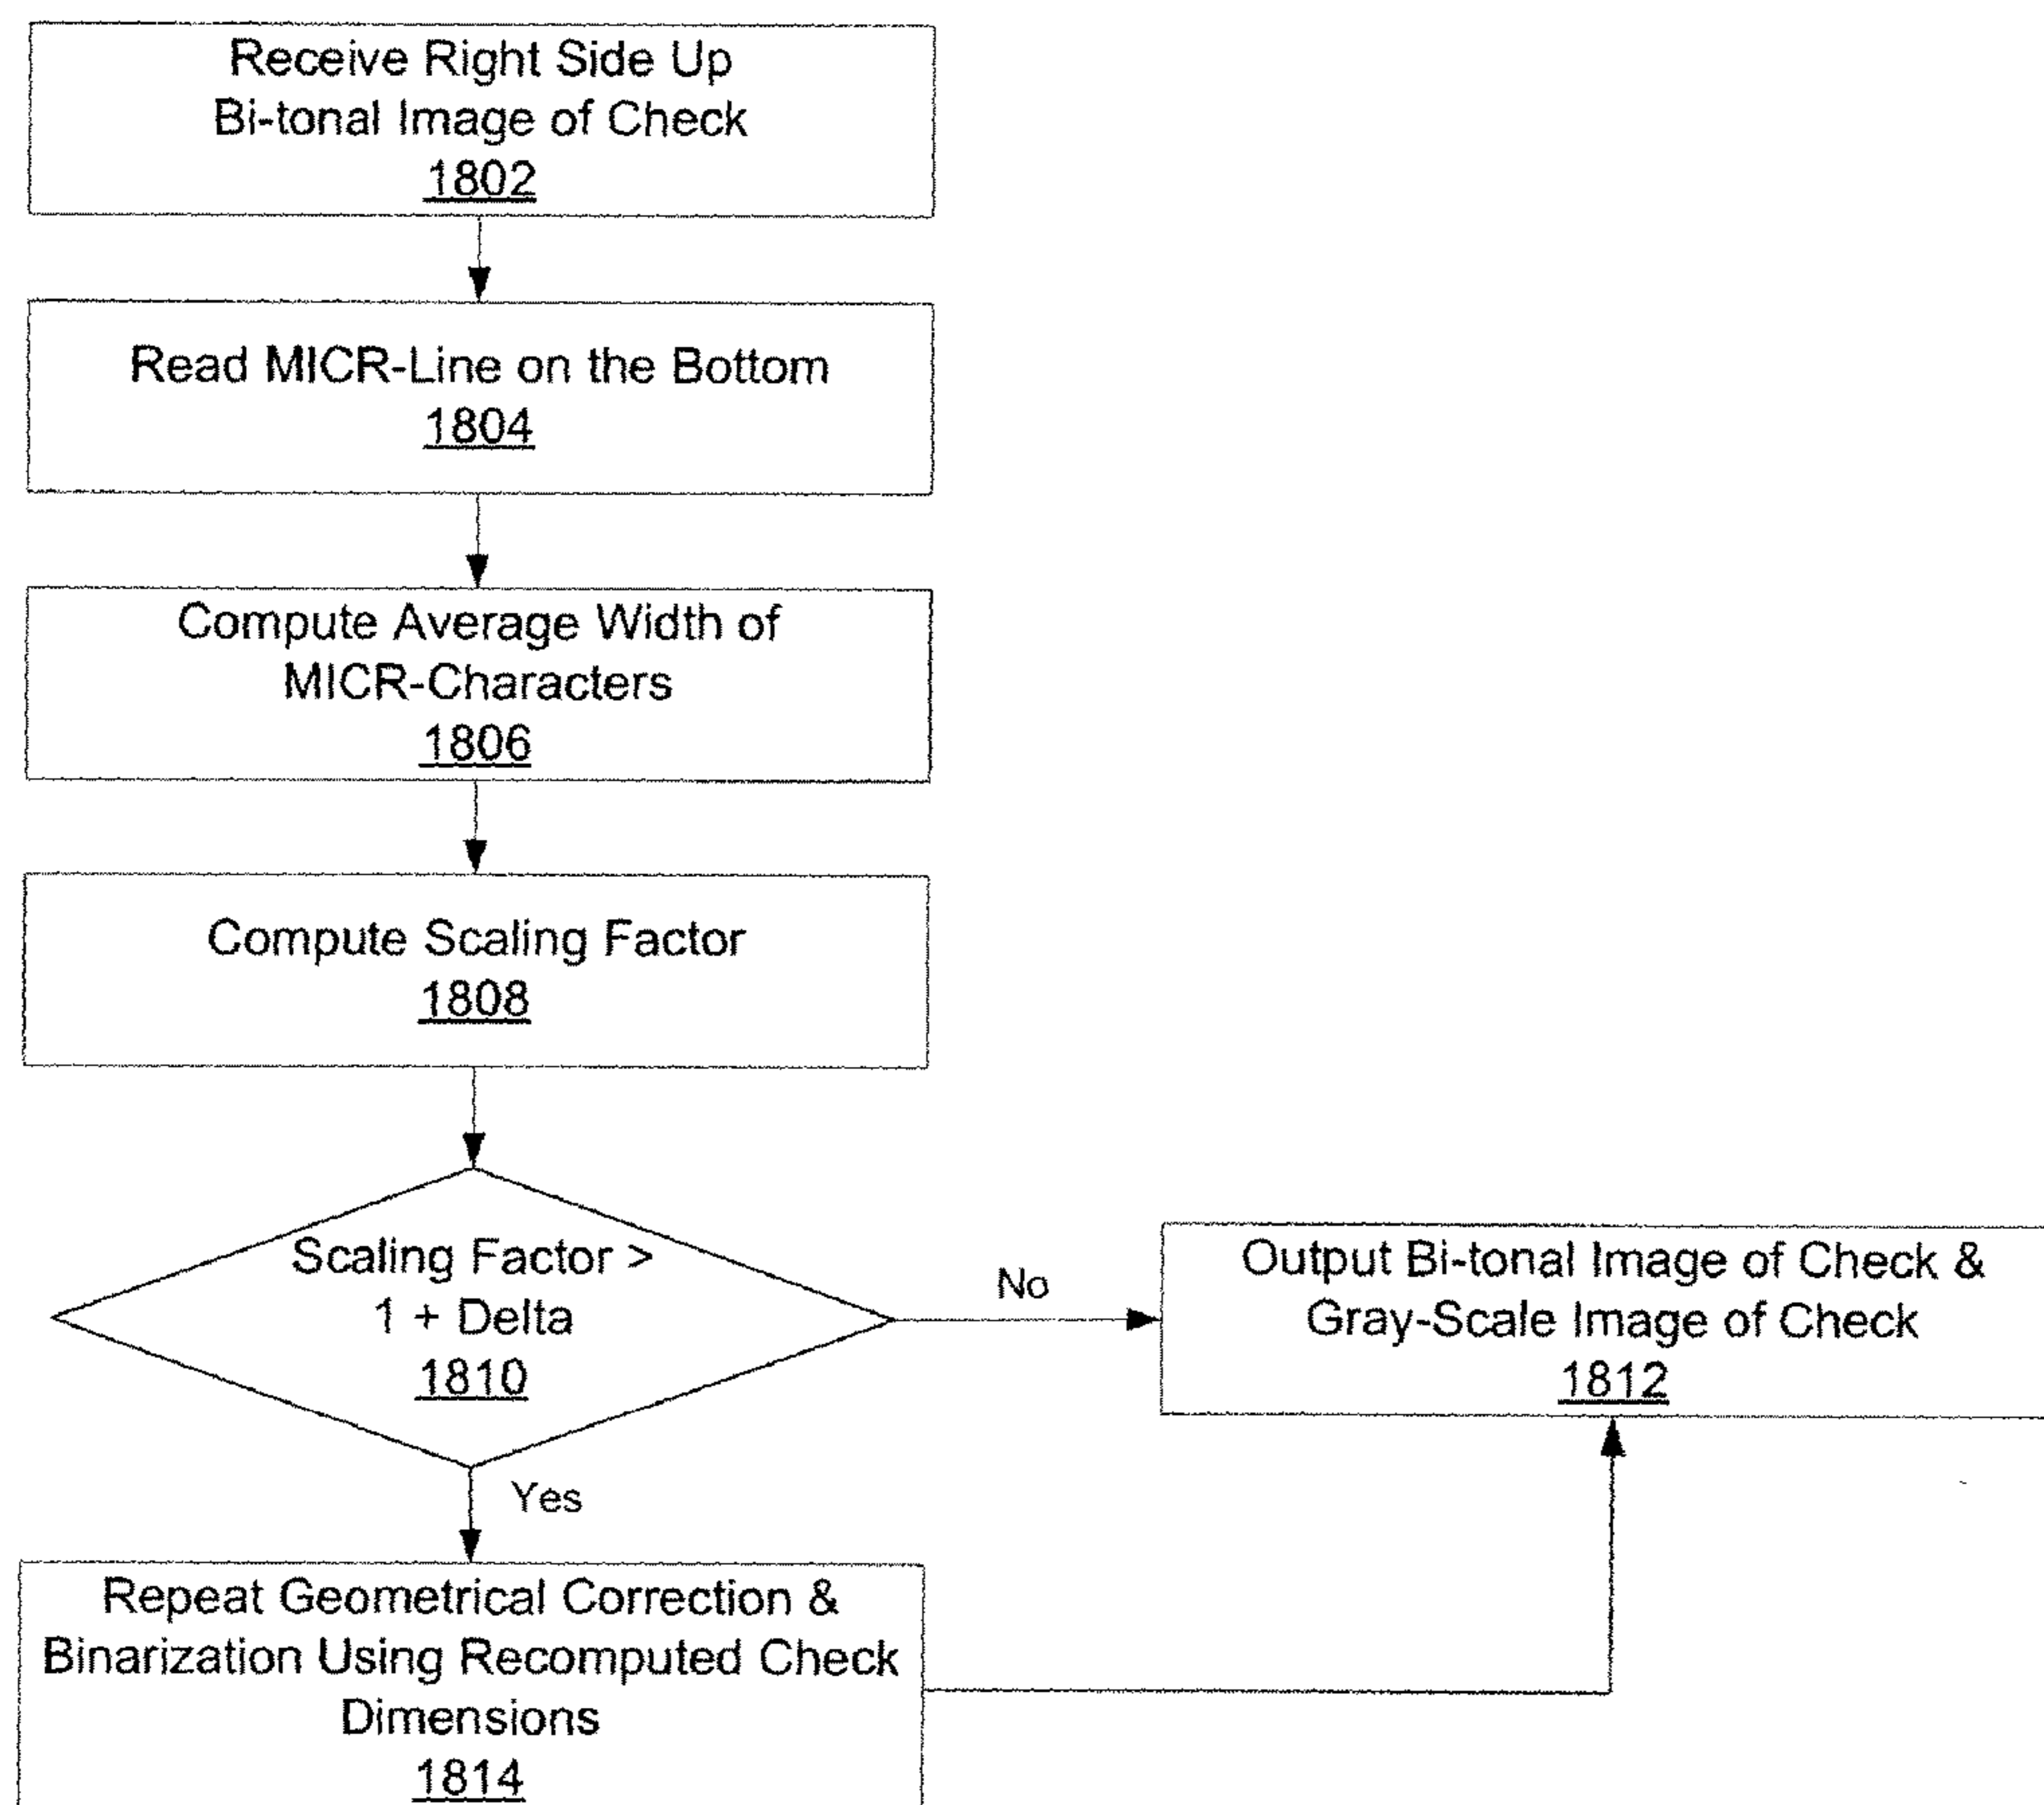 Receive Right Side Up
Bi-tonal Image of Check
1802
Read MICR-Line on the Bottom
1804
Compute Average Width of
MICR-Characters
1806
Compute Scaling Factor
1808
Scaling Factor >
1 + Delta
1810
No
Output Bi-tonal Image of Check &
Gray-Scale Image of Check
1812
Yes
Repeat Geometrical Correction &
Binarization Using Recomputed Check
Dimensions
1814